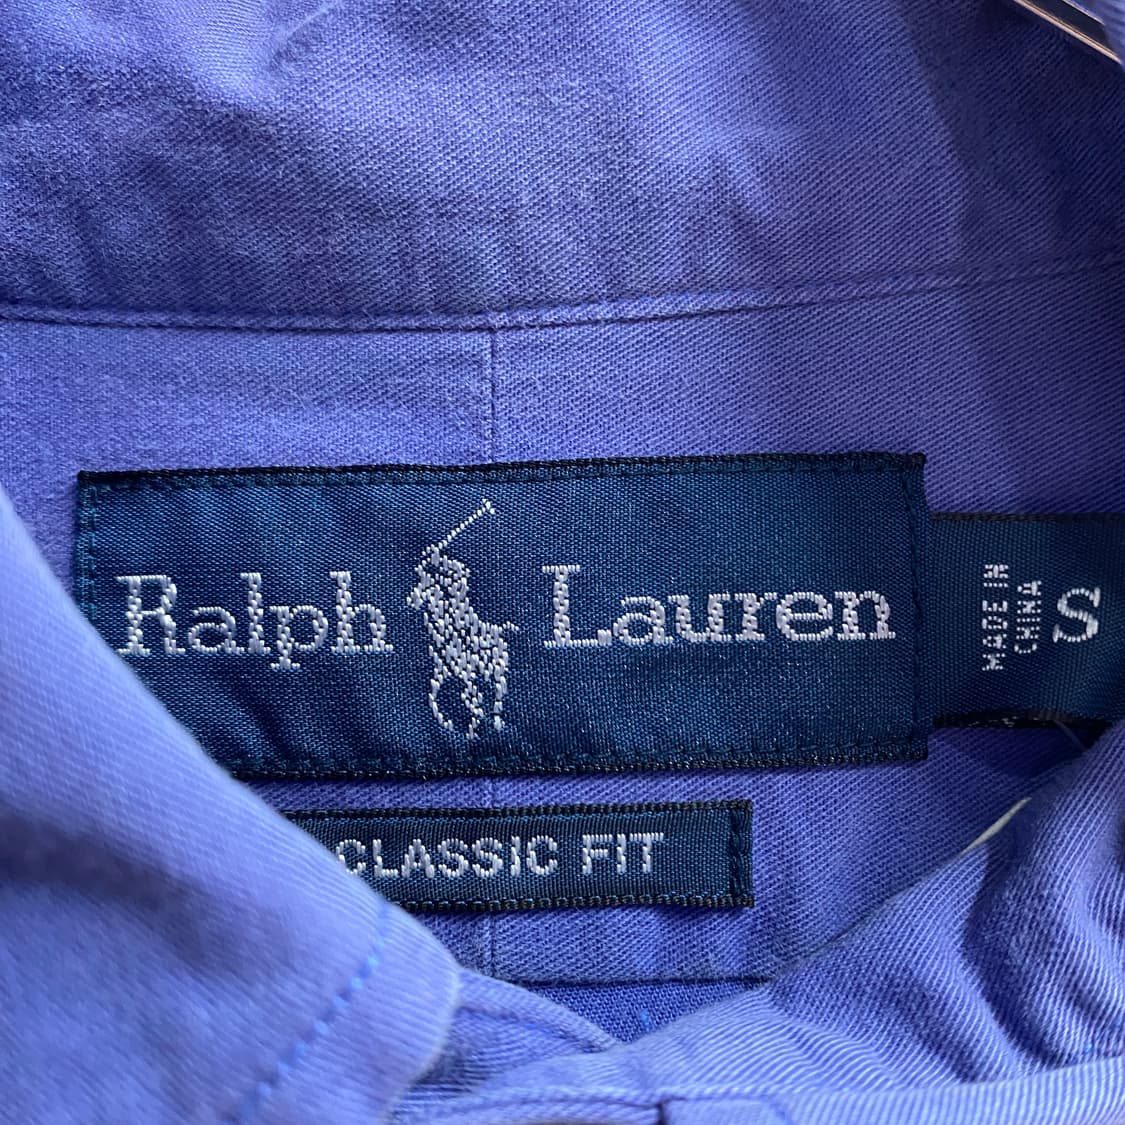 Ralph Lauren
MADE IN
CHINA
S
CLASSIC FIT